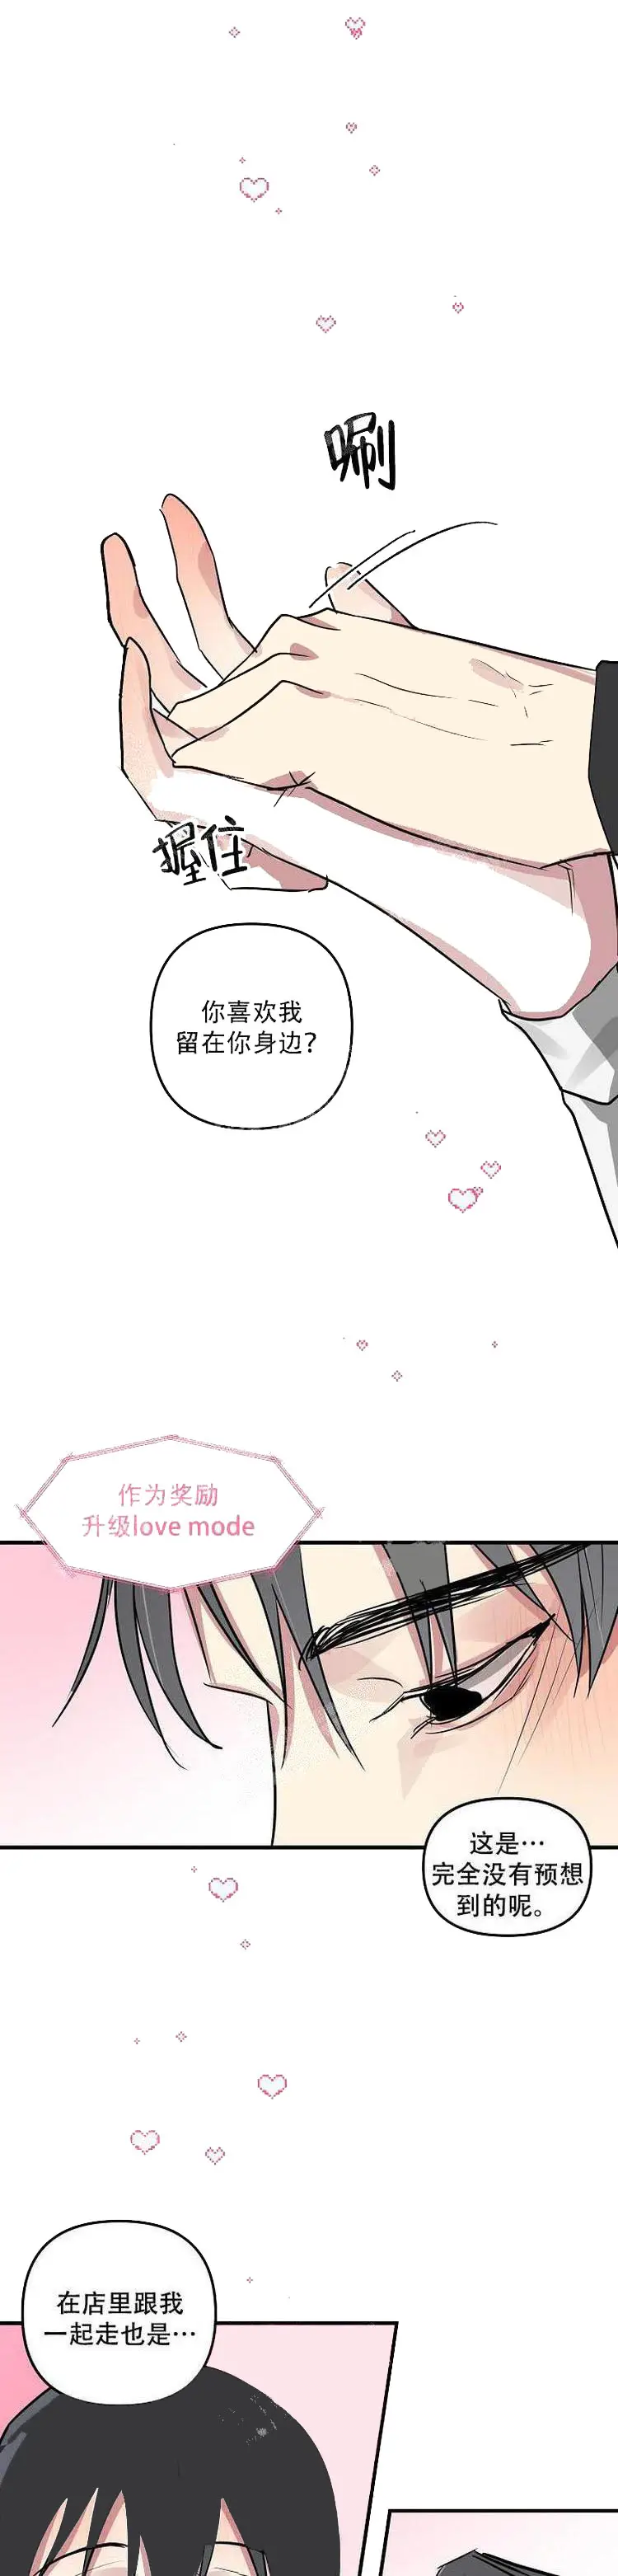 唰
握住
你喜欢我
留在你身边?
作为奖励
升级love mode
这是…
完全没有预想
到的呢。
在店里跟我
一起走也是…